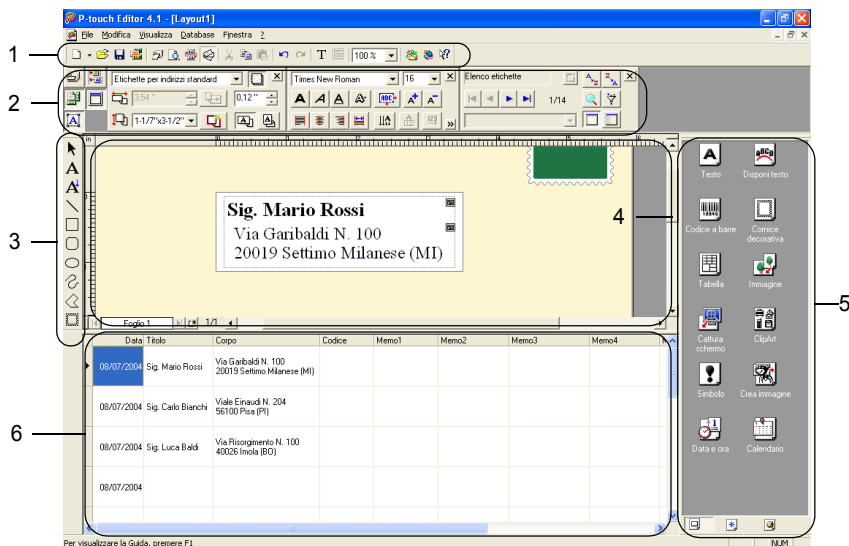 P-touch Editor 4.1 - [Layout1]
File Modifica Visualizza Database Finestra ?
1
100 %
2
Etichette per indirizzi standard
Times New Roman
16
Elenco etichette
3.54 "
0,12 "
1/14
1-1/7"x3-1/2"
3
Sig. Mario Rossi
Via Garibaldi N. 100
20019 Settimo Milanese (MI)
4
Foglio 1
1/1
Testo
Disponi testo
Codice a barre
Cornice decorativa
Tabella
Immagine
Cattura schermo
ClipArt
Simbolo
Crea immagine
Data e ora
Calendario
5
6
Data Titolo Corpo Codice Memo1 Memo2 Memo3 Memo4
08/07/2004 Sig. Mario Rossi Via Garibaldi N. 100
20019 Settimo Milanese (MI)
08/07/2004 Sig. Carlo Bianchi Viale Einaudi N. 204
56100 Pisa (PI)
08/07/2004 Sig. Luca Baldi Via Risorgimento N. 100
40026 Imola (BO)
08/07/2004
Per visualizzare la Guida, premere F1
NUM